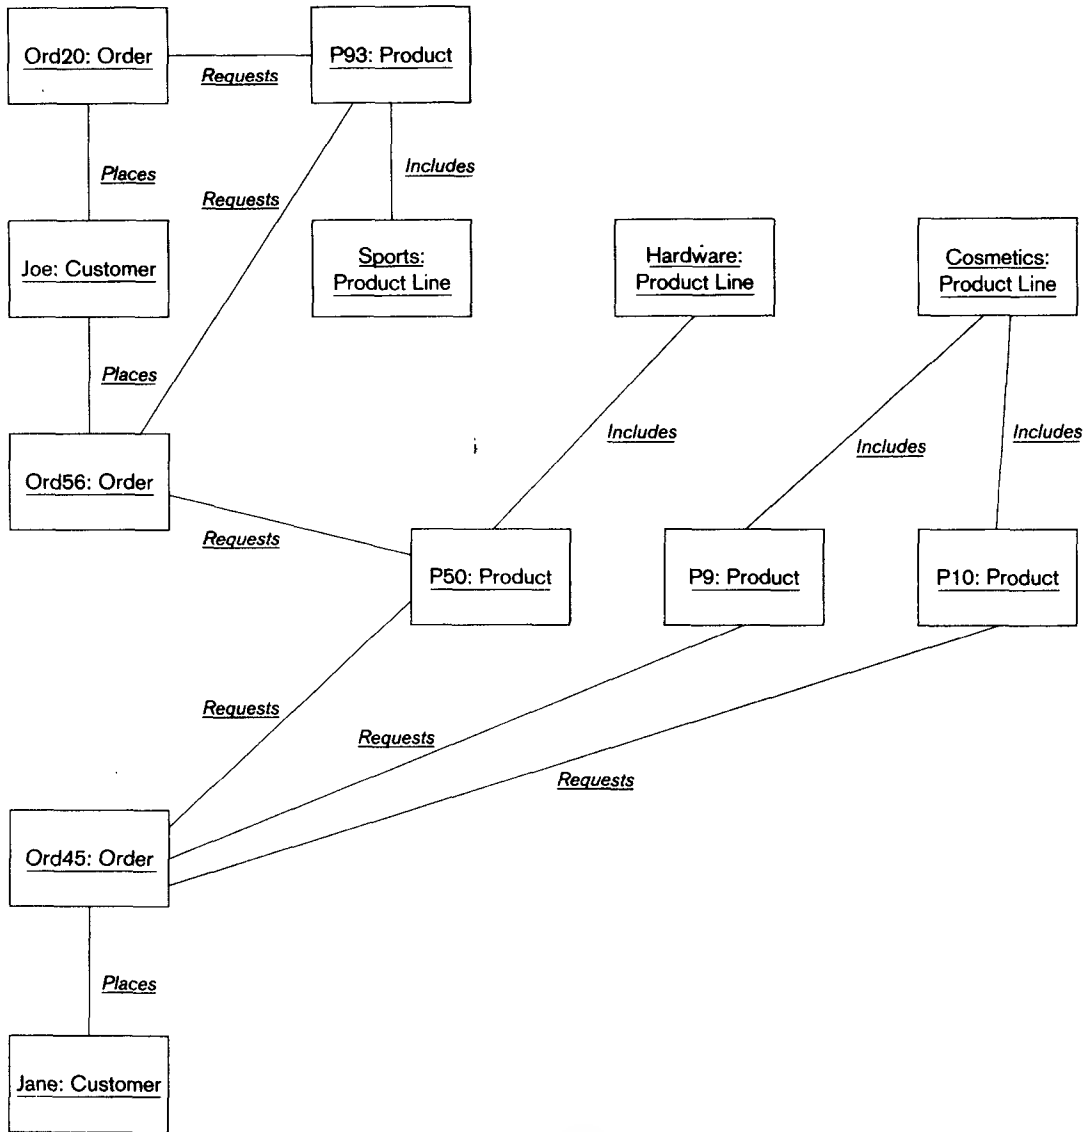 Ord20: Order
Requests
P93: Product
Places
Requests
Includes
Joe: Customer
Sports:
Product Line
Hardware:
Product Line
Cosmetics:
Product Line
Places
Includes
Includes
Includes
Ord56: Order
Requests
P50: Product
P9: Product
P10: Product
Requests
Requests
Requests
Ord45: Order
Places
Jane: Customer